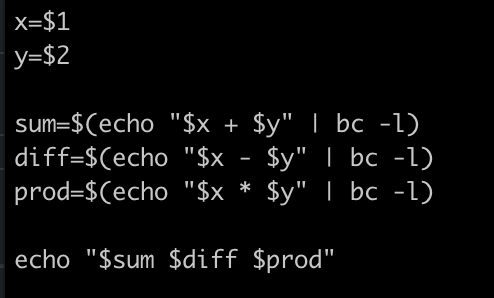 x=$1
y=$2
sum=$(echo "$x + $y" | bc -l)
diff=$(echo "$x - $y" | bc -l)
prod=$(echo "$x * $y" | bc -l)
echo "$sum $diff $prod"